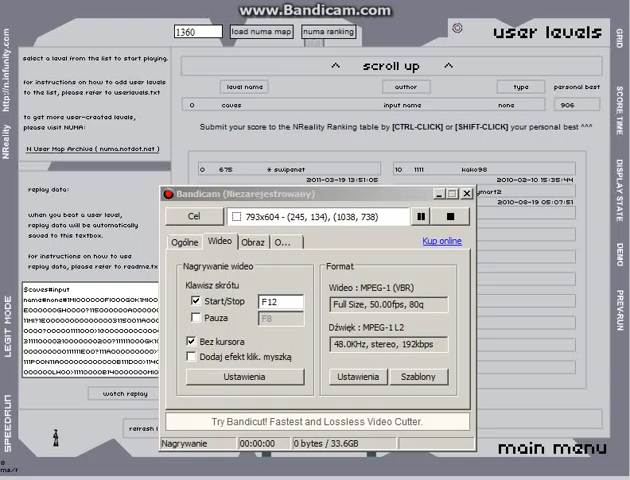 www.Bandicam.com
1360
load numa map
numa ranking
user levels
select a level from the list to start playing.
for instructions on how to add user levels
to the list, please refer to userlevels.txt
to get more user-created levels,
please visit NUMA:
N User Map Archive ( numa.notdot.net )
^ scroll up ^
level name
author
type
personal best
0 caves input name none 906
Submit your score to the NReality Ranking table by [CTRL-CLICK] or [SHIFT-CLICK] your personal best ^^^
0 675 * swipenat
2011-03-19 13:51:05
10 1111 kako98
2010-02-10 15:35:44
2010-08-19 05:07:51
replay data:
when you beat a user level,
replay data will be automatically
saved to this textbox.
for instructions on how to use
replay data, please refer to readme.txt
$caves#input
watch replay
Bandicam (Niezarejestrowany)
Cel
793x604 - (245, 134), (1038, 738)
Ogólne
Wideo
Obraz
O...
Kup online
Nagrywanie wideo
Klawisz skrótu
Start/Stop
F12
Pauza
F8
Bez kursora
Dodaj efekt klik. myszką
Ustawienia
Format
Wideo : MPEG-1 (VBR)
Full Size, 50.00fps, 80q
Dźwięk : MPEG-1 L2
48.0KHz, stereo, 192kbps
Ustawienia
Szablony
Try Bandicut! Fastest and Lossless Video Cutter.
Nagrywanie
00:00:00
0 bytes / 33.6GB
main menu
NReality http://n.infunity.com
LEGIT MODE
SPEEDRUN
GRID
SCORE TIME
DISPLAY STATE
DEMO
PREV-RUN